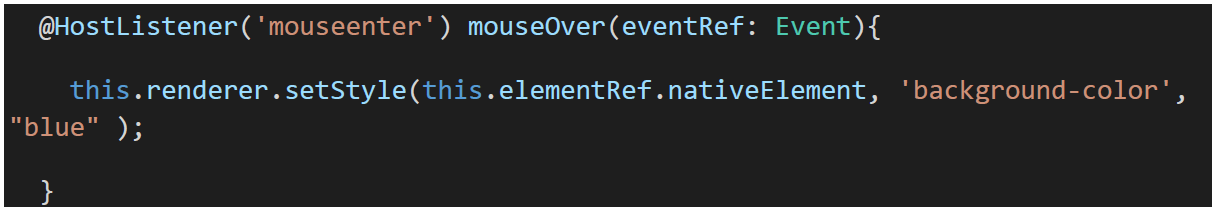 @HostListener('mouseenter') mouseOver(eventRef: Event){
this.renderer.setStyle(this.elementRef.nativeElement, 'background-color',
"blue" );
}